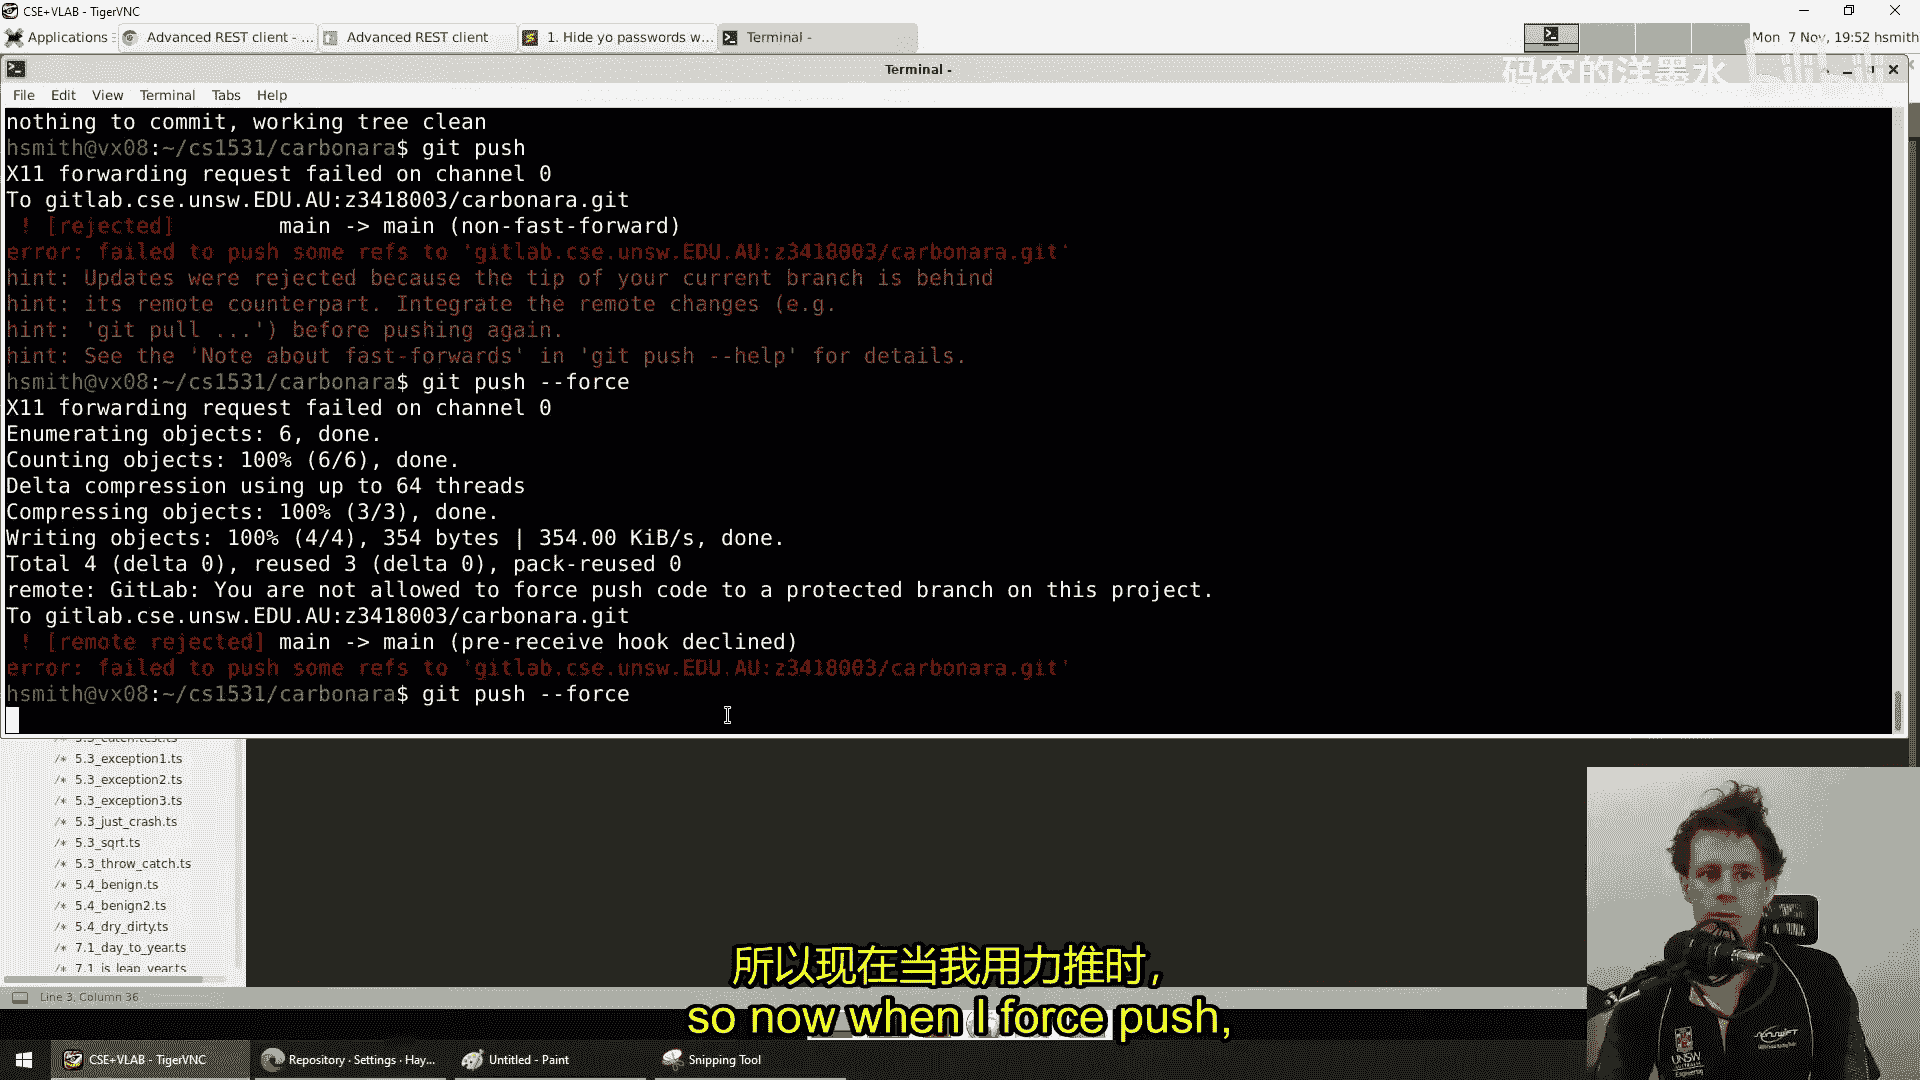 CSE+VLAB - TigerVNC
Applications
Advanced REST client - ...
Advanced REST client
1. Hide yo passwords w...
Terminal -
Mon 7 Nov, 19:52 hsmith
Terminal -
码农的洋墨水 bilibili
File Edit View Terminal Tabs Help
nothing to commit, working tree clean
hsmith@vx08:~/cs1531/carbonara$ git push
X11 forwarding request failed on channel 0
To gitlab.cse.unsw.EDU.AU:z3418003/carbonara.git
! [rejected]        main -> main (non-fast-forward)
error: failed to push some refs to 'gitlab.cse.unsw.EDU.AU:z3418003/carbonara.git'
hint: Updates were rejected because the tip of your current branch is behind
hint: its remote counterpart. Integrate the remote changes (e.g.
hint: 'git pull ...') before pushing again.
hint: See the 'Note about fast-forwards' in 'git push --help' for details.
hsmith@vx08:~/cs1531/carbonara$ git push --force
X11 forwarding request failed on channel 0
Enumerating objects: 6, done.
Counting objects: 100% (6/6), done.
Delta compression using up to 64 threads
Compressing objects: 100% (3/3), done.
Writing objects: 100% (4/4), 354 bytes | 354.00 KiB/s, done.
Total 4 (delta 0), reused 3 (delta 0), pack-reused 0
remote: GitLab: You are not allowed to force push code to a protected branch on this project.
To gitlab.cse.unsw.EDU.AU:z3418003/carbonara.git
! [remote rejected] main -> main (pre-receive hook declined)
error: failed to push some refs to 'gitlab.cse.unsw.EDU.AU:z3418003/carbonara.git'
hsmith@vx08:~/cs1531/carbonara$ git push --force
/* 5.3_exception1.ts
/* 5.3_exception2.ts
/* 5.3_exception3.ts
/* 5.3_just_crash.ts
/* 5.3_sqrt.ts
/* 5.3_throw_catch.ts
/* 5.4_benign.ts
/* 5.4_benign2.ts
/* 5.4_dry_dirty.ts
/* 7.1_day_to_year.ts
/* 7.1_is_leap_year.ts
Line 3, Column 36
所以现在当我用力推时,
so now when I force push,
UNSW
CSE+VLAB - TigerVNC
Repository · Settings · Hay...
Untitled - Paint
Snipping Tool